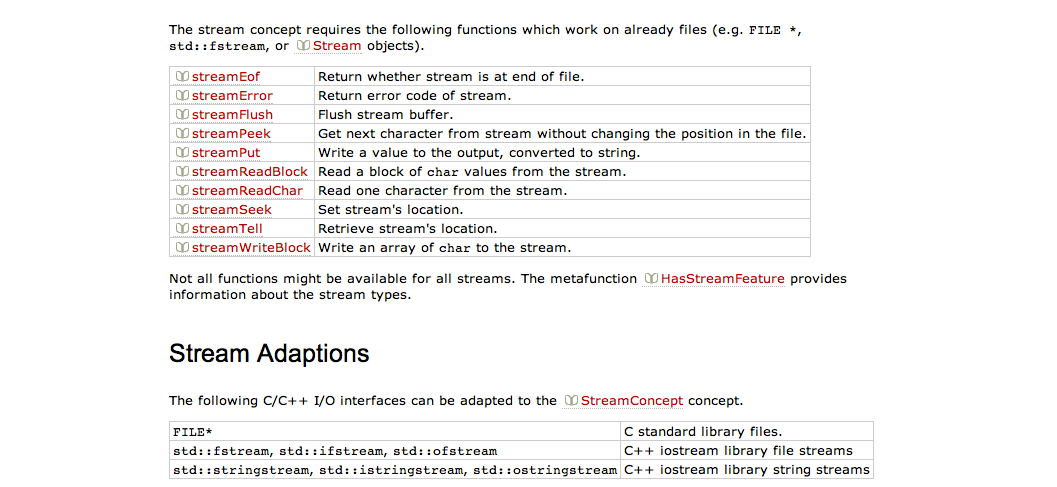 The stream concept requires the following functions which work on already files (e.g. FILE *,
std::fstream, or Stream objects).
streamEof Return whether stream is at end of file.
streamError Return error code of stream.
streamFlush Flush stream buffer.
streamPeek Get next character from stream without changing the position in the file.
streamPut Write a value to the output, converted to string.
streamReadBlock Read a block of char values from the stream.
streamReadChar Read one character from the stream.
streamSeek Set stream's location.
streamTell Retrieve stream's location.
streamWriteBlock Write an array of char to the stream.
Not all functions might be available for all streams. The metafunction HasStreamFeature provides
information about the stream types.
Stream Adaptions
The following C/C++ I/O interfaces can be adapted to the StreamConcept concept.
FILE* C standard library files.
std::fstream, std::ifstream, std::ofstream C++ iostream library file streams
std::stringstream, std::istringstream, std::ostringstream C++ iostream library string streams